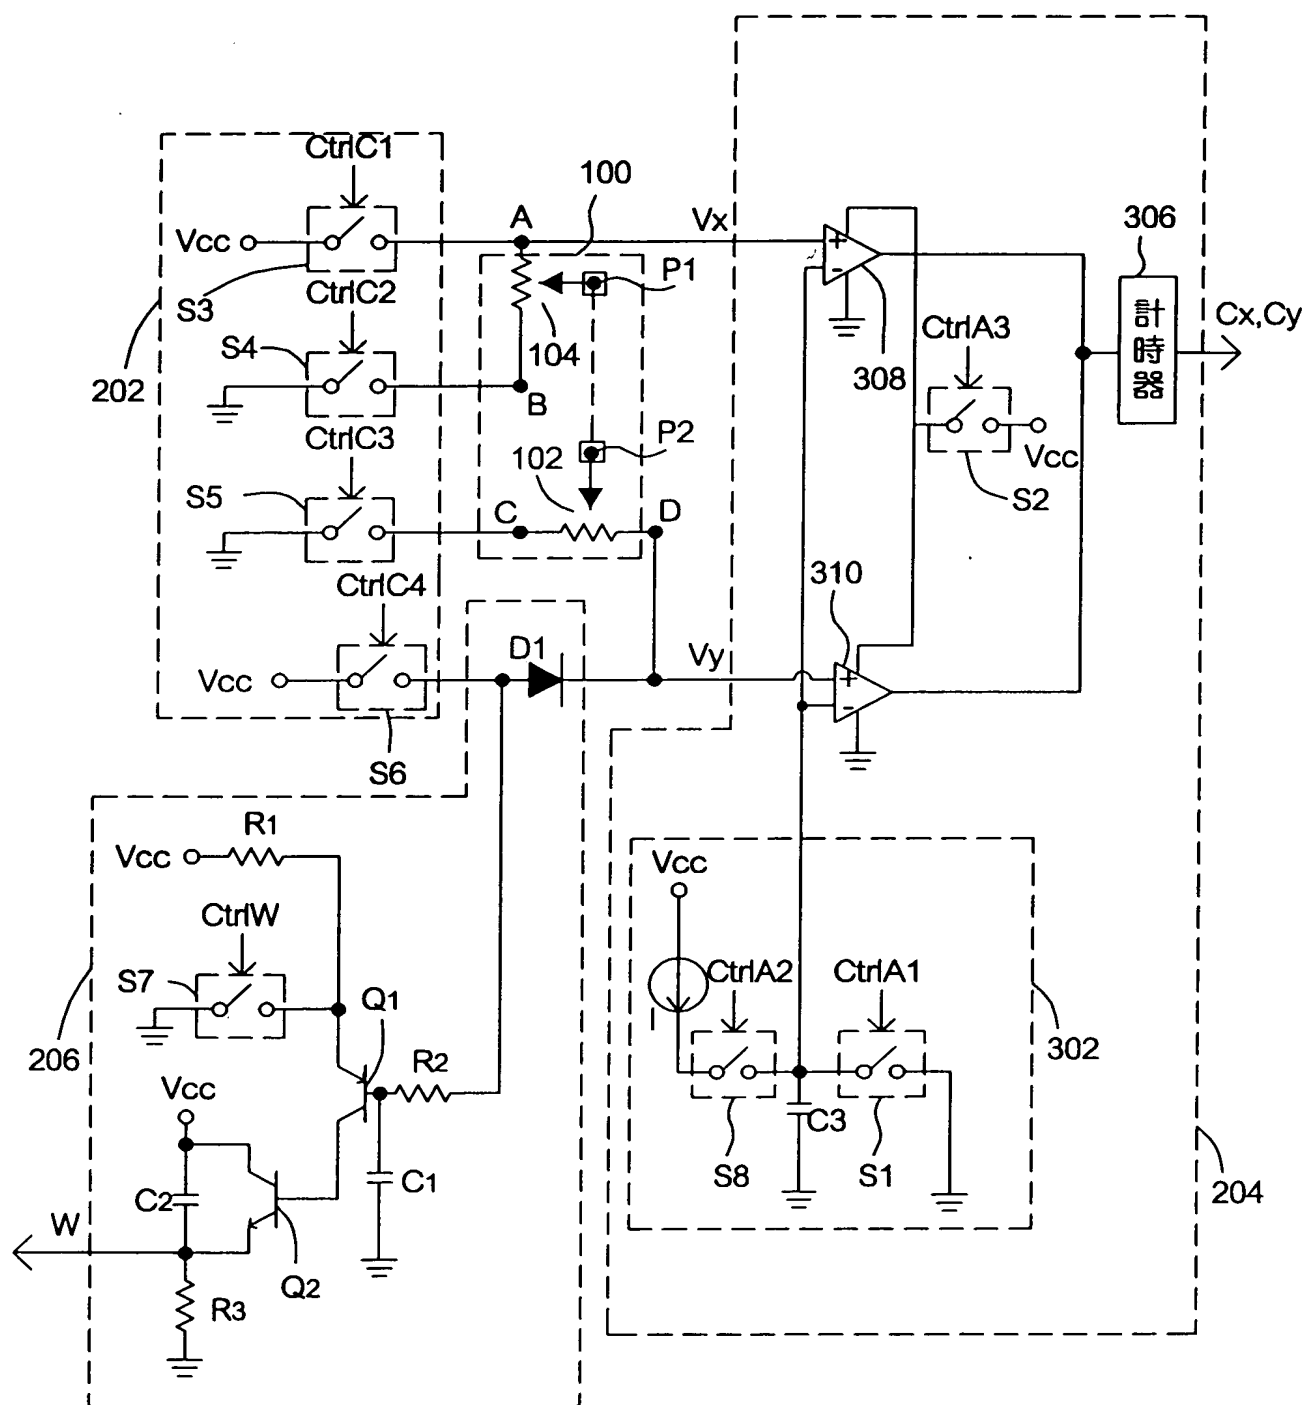 CtrlC1
100
A
Vx
Vcc
+
-
P1
306
S3
CtrlC2
104
308
CtrlA3
計時器
Cx,Cy
S4
202
B
CtrlC3
P2
Vcc
102
S2
S5
C
D
CtrlC4
310
D1
Vy
Vcc
+
-
S6
R1
Vcc
Vcc
CtrlW
CtrlA2
CtrlA1
S7
Q1
I
302
206
R2
Vcc
C3
C1
S8
S1
C2
204
W
Q2
R3